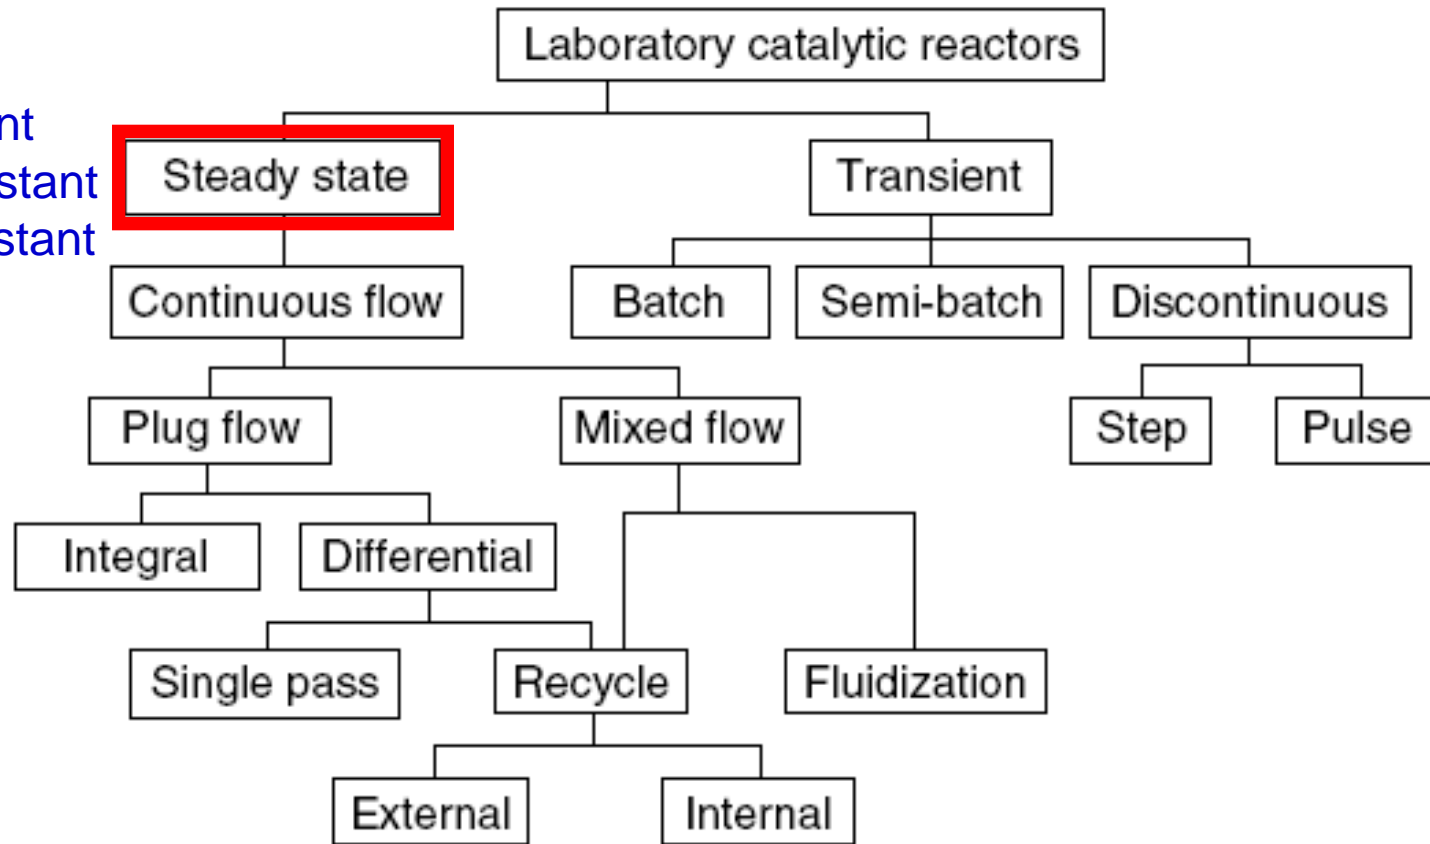 Laboratory catalytic reactors
nt
stant
stant
Steady state
Transient
Continuous flow
Batch
Semi-batch
Discontinuous
Plug flow
Mixed flow
Step
Pulse
Integral
Differential
Single pass
Recycle
Fluidization
External
Internal